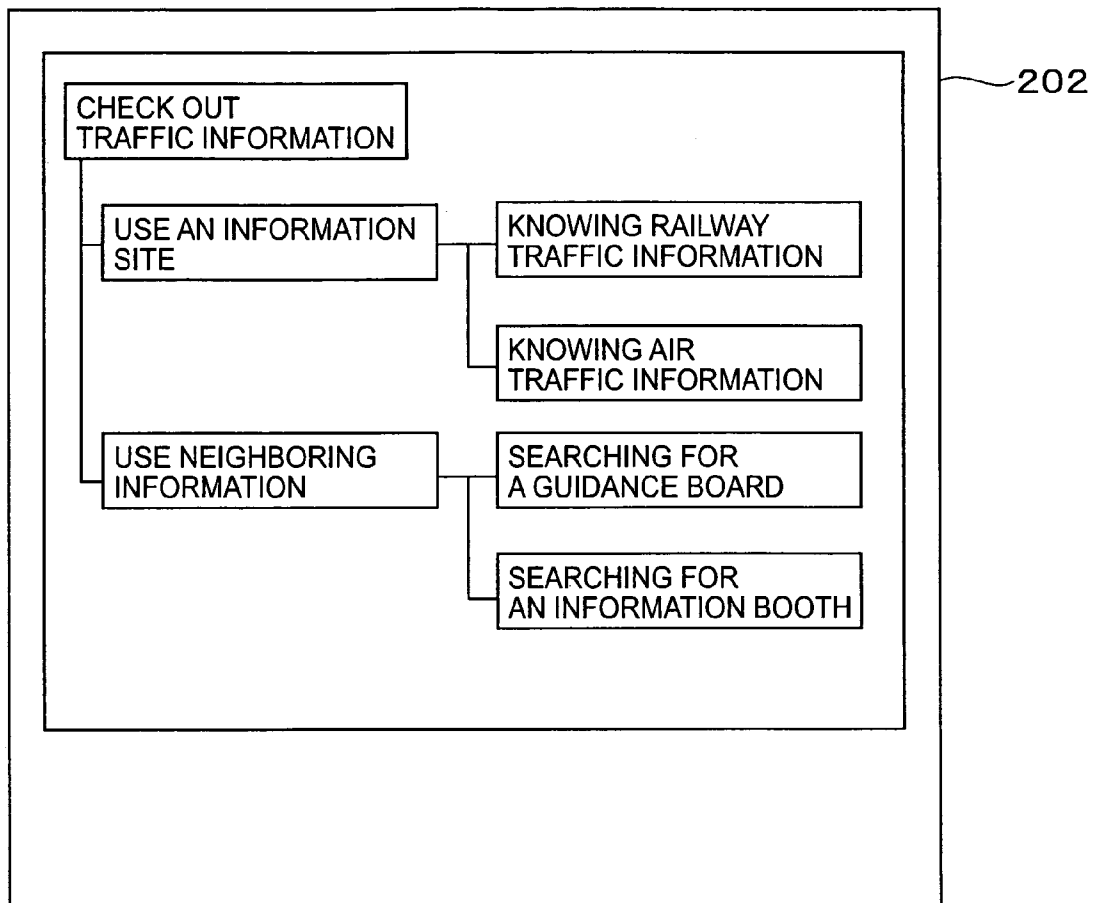 202
CHECK OUT
TRAFFIC INFORMATION
USE AN INFORMATION
SITE
KNOWING RAILWAY
TRAFFIC INFORMATION
KNOWING AIR
TRAFFIC INFORMATION
USE NEIGHBORING
INFORMATION
SEARCHING FOR
A GUIDANCE BOARD
SEARCHING FOR
AN INFORMATION BOOTH